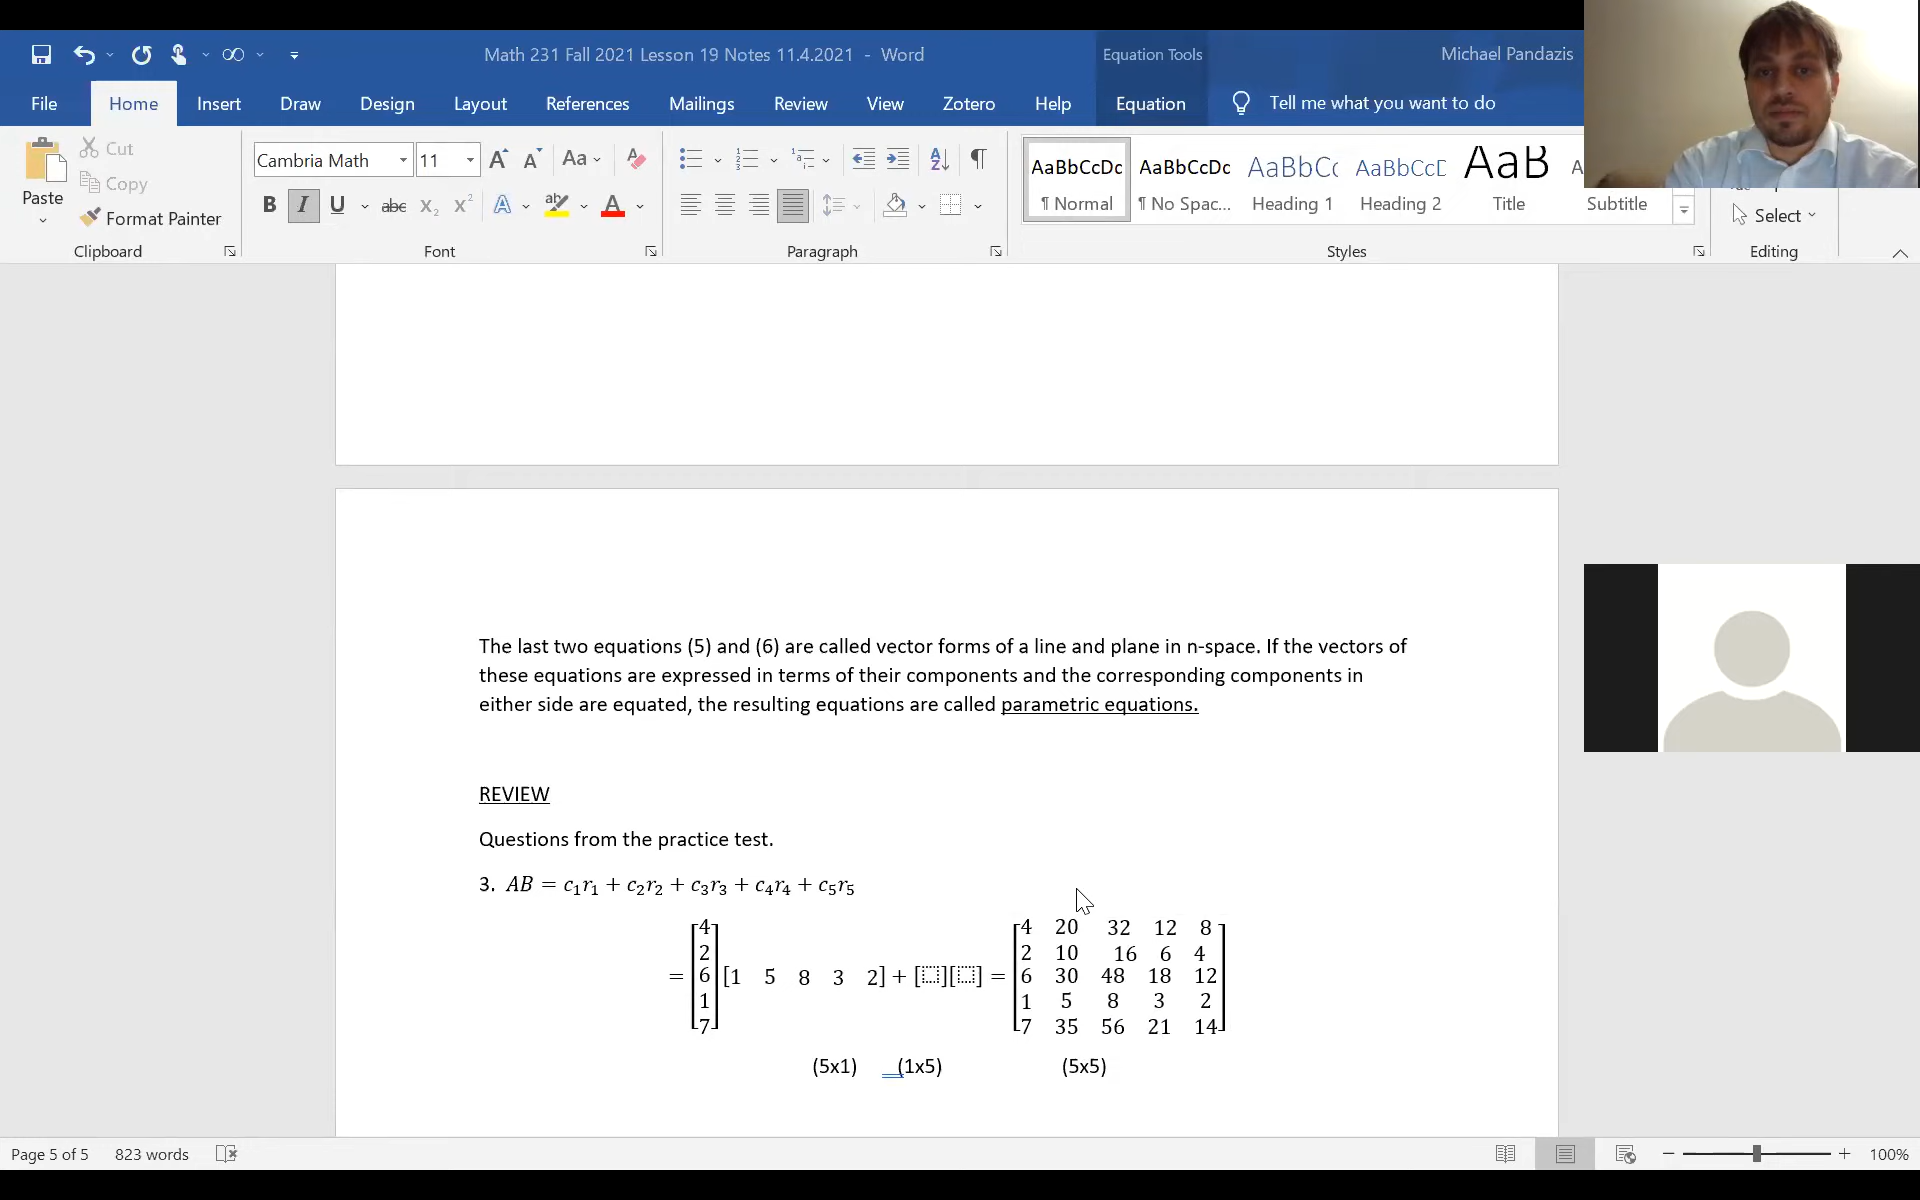 Math 231 Fall 2021 Lesson 19 Notes 11.4.2021 - Word
Equation Tools
Michael Pandazis
File Home Insert Draw Design Layout References Mailings Review View Zotero Help Equation Tell me what you want to do
Paste
Cut
Copy
Format Painter
Cambria Math 11
Aa
B I U abc X₂ X² A A
AaBbCcDc AaBbCcDc AaBbCc AaBbCcD AaB
¶ Normal ¶ No Spac... Heading 1 Heading 2 Title Subtitle
Select
Clipboard Font Paragraph Styles Editing
The last two equations (5) and (6) are called vector forms of a line and plane in n-space. If the vectors of
these equations are expressed in terms of their components and the corresponding components in
either side are equated, the resulting equations are called parametric equations.
REVIEW
Questions from the practice test.
3. AB = c₁r₁ + c₂r₂ + c₃r₃ + c₄r₄ + c₅r₅
4 4 20 32 12 8
2 2 10 16 6 4
= 6 [1 5 8 3 2] + [⬚][⬚] = 6 30 48 18 12
1 1 5 8 3 2
7 7 35 56 21 14
(5x1) (1x5) (5x5)
Page 5 of 5 823 words 100%